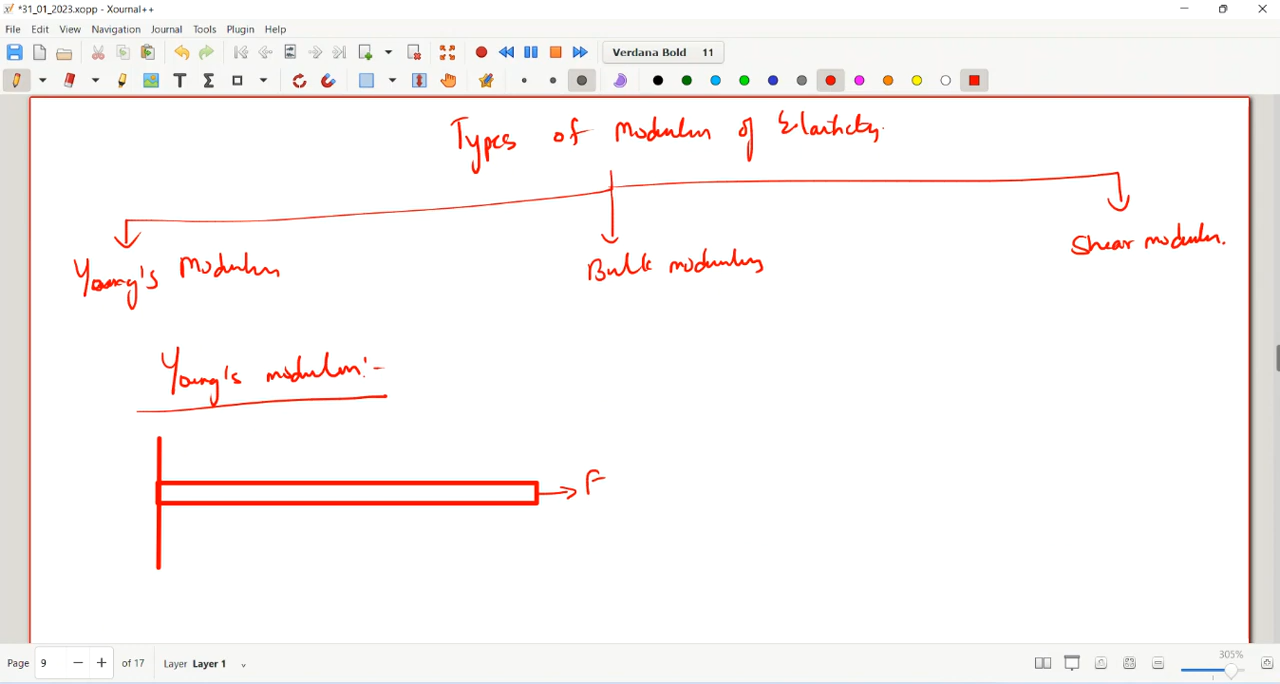 *31_01_2023.xopp - Xournal++
File Edit View Navigation Journal Tools Plugin Help
Verdana Bold 11
Types of Modulus of Elasticity.
Young's Modulus
Bulk modulus
Shear modulus.
Young's modulus:-
F
Page 9 of 17 Layer Layer 1
305%